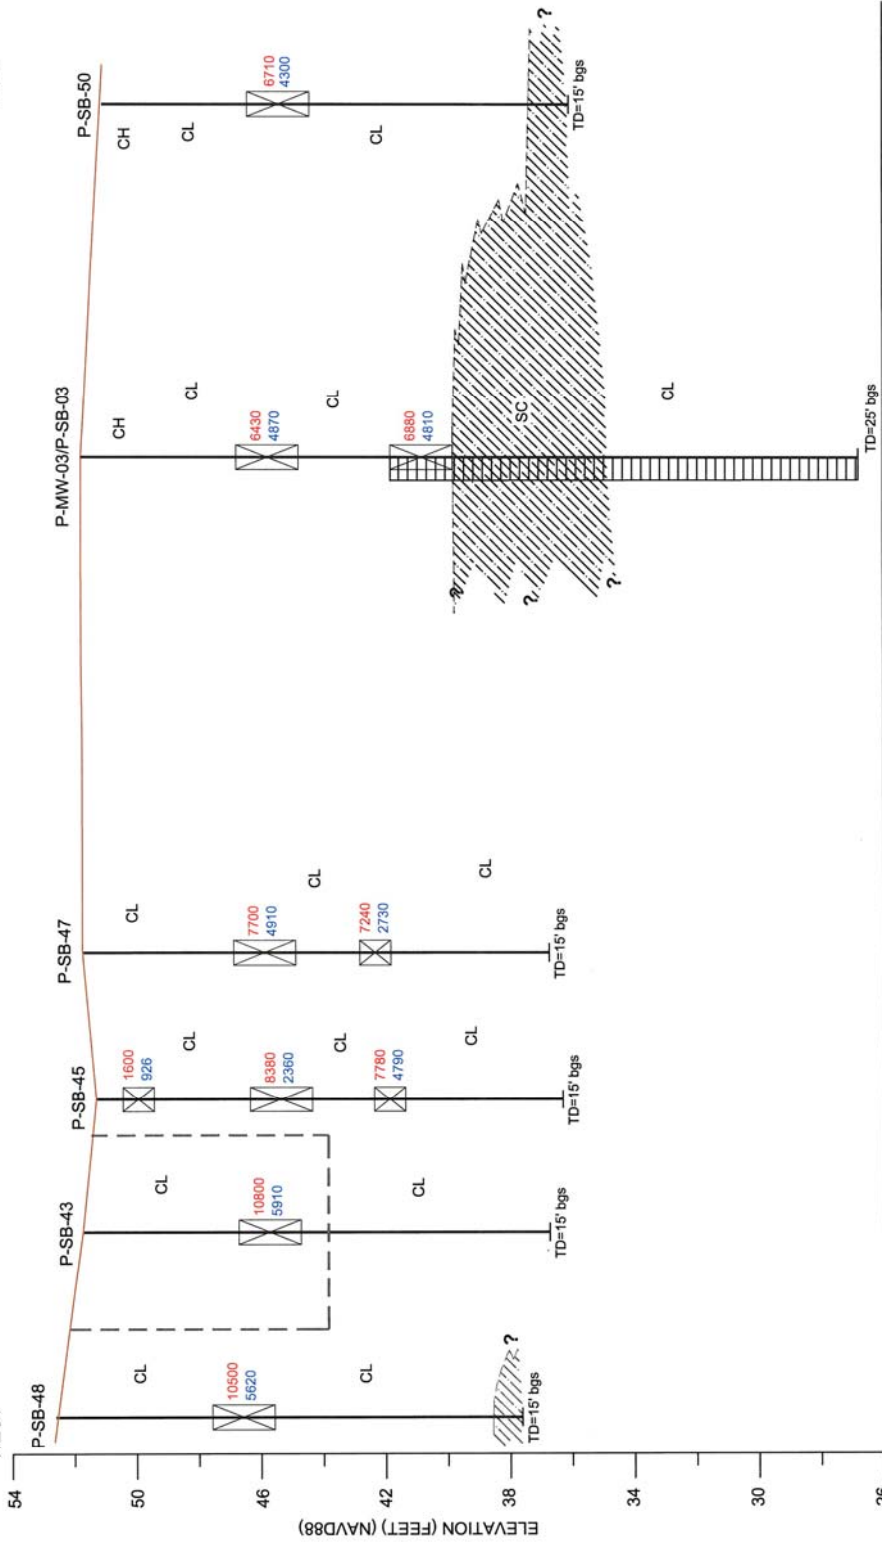 P-SB-48
P-SB-43
P-SB-45
P-SB-47
P-MW-03/P-SB-03
P-SB-50
54
50
46
42
38
34
30
26
ELEVATION (FEET) (NAVD88)
CL
10500
5620
CL
?
TD=15' bgs
CL
10800
5910
CL
TD=15' bgs
1600
926
CL
8380
2360
CL
7780
4790
CL
TD=15' bgs
CL
7700
4910
CL
7240
2730
CL
TD=15' bgs
CH
CL
6430
4870
CL
6880
4810
SC
?
?
?
CL
TD=25' bgs
CH
CL
6710
4300
CL
?
TD=15' bgs